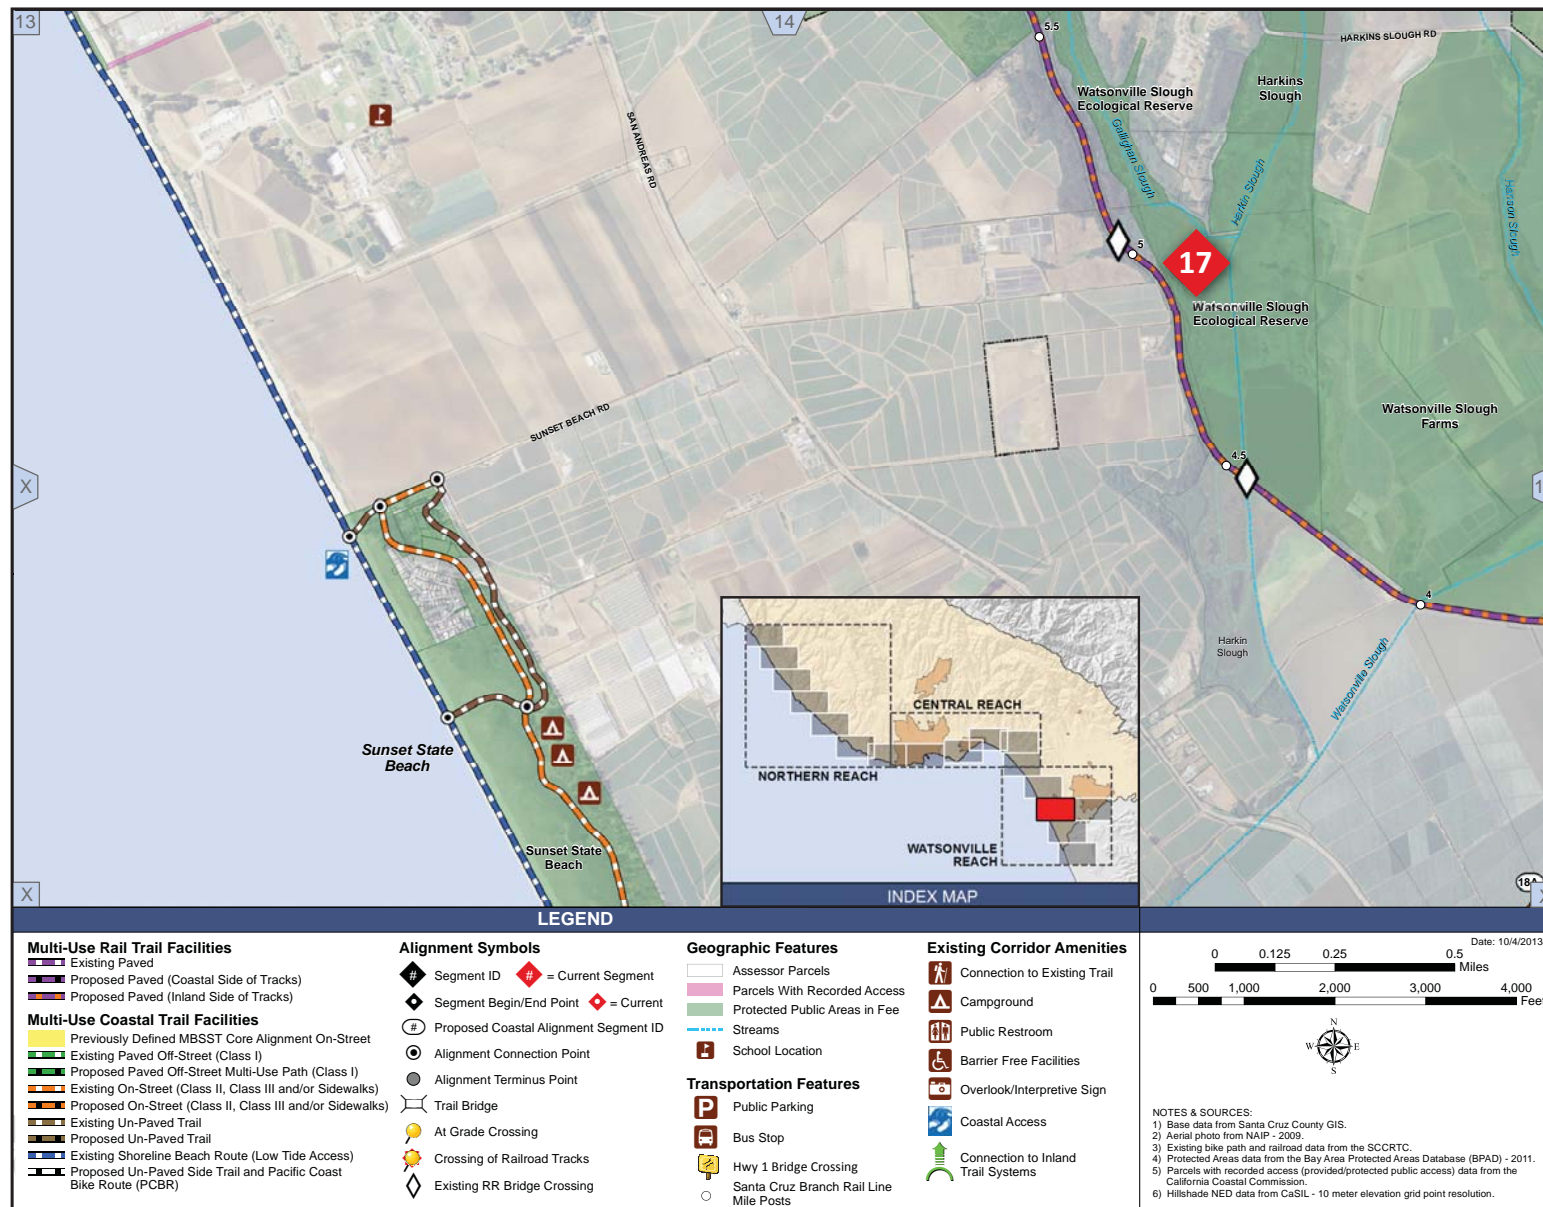 13
14
5.5
HARKINS SLOUGH RD
Watsonville Slough
Ecological Reserve
Harkins
Slough
SAN ANDREAS RD
Gallighan Slough
Harkin Slough
Hanson Slough
5
17
Watsonville Slough
Ecological Reserve
SUNSET BEACH RD
Watsonville Slough
Farms
4.5
X
1
4
Harkin
Slough
Watsonville Slough
Sunset State
Beach
Sunset State
Beach
CENTRAL REACH
NORTHERN REACH
WATSONVILLE
REACH
INDEX MAP
X
18A
LEGEND
Multi-Use Rail Trail Facilities
Existing Paved
Proposed Paved (Coastal Side of Tracks)
Proposed Paved (Inland Side of Tracks)
Multi-Use Coastal Trail Facilities
Previously Defined MBSST Core Alignment On-Street
Existing Paved Off-Street (Class I)
Proposed Paved Off-Street Multi-Use Path (Class I)
Existing On-Street (Class II, Class III and/or Sidewalks)
Proposed On-Street (Class II, Class III and/or Sidewalks)
Existing Un-Paved Trail
Proposed Un-Paved Trail
Existing Shoreline Beach Route (Low Tide Access)
Proposed Un-Paved Side Trail and Pacific Coast
Bike Route (PCBR)
Alignment Symbols
# Segment ID # = Current Segment
Segment Begin/End Point = Current
# Proposed Coastal Alignment Segment ID
Alignment Connection Point
Alignment Terminus Point
Trail Bridge
At Grade Crossing
Crossing of Railroad Tracks
Existing RR Bridge Crossing
Geographic Features
Assessor Parcels
Parcels With Recorded Access
Protected Public Areas in Fee
Streams
School Location
Transportation Features
P Public Parking
Bus Stop
Hwy 1 Bridge Crossing
Santa Cruz Branch Rail Line
Mile Posts
Existing Corridor Amenities
Connection to Existing Trail
Campground
Public Restroom
Barrier Free Facilities
Overlook/Interpretive Sign
Coastal Access
Connection to Inland
Trail Systems
Date: 10/4/2013
0 0.125 0.25 0.5
Miles
0 500 1,000 2,000 3,000 4,000
Feet
N
W E
S
NOTES & SOURCES:
1) Base data from Santa Cruz County GIS.
2) Aerial photo from NAIP - 2009.
3) Existing bike path and railroad data from the SCCRTC.
4) Protected Areas data from the Bay Area Protected Areas Database (BPAD) - 2011.
5) Parcels with recorded access (provided/protected public access) data from the
California Coastal Commission.
6) Hillshade NED data from CaSIL - 10 meter elevation grid point resolution.